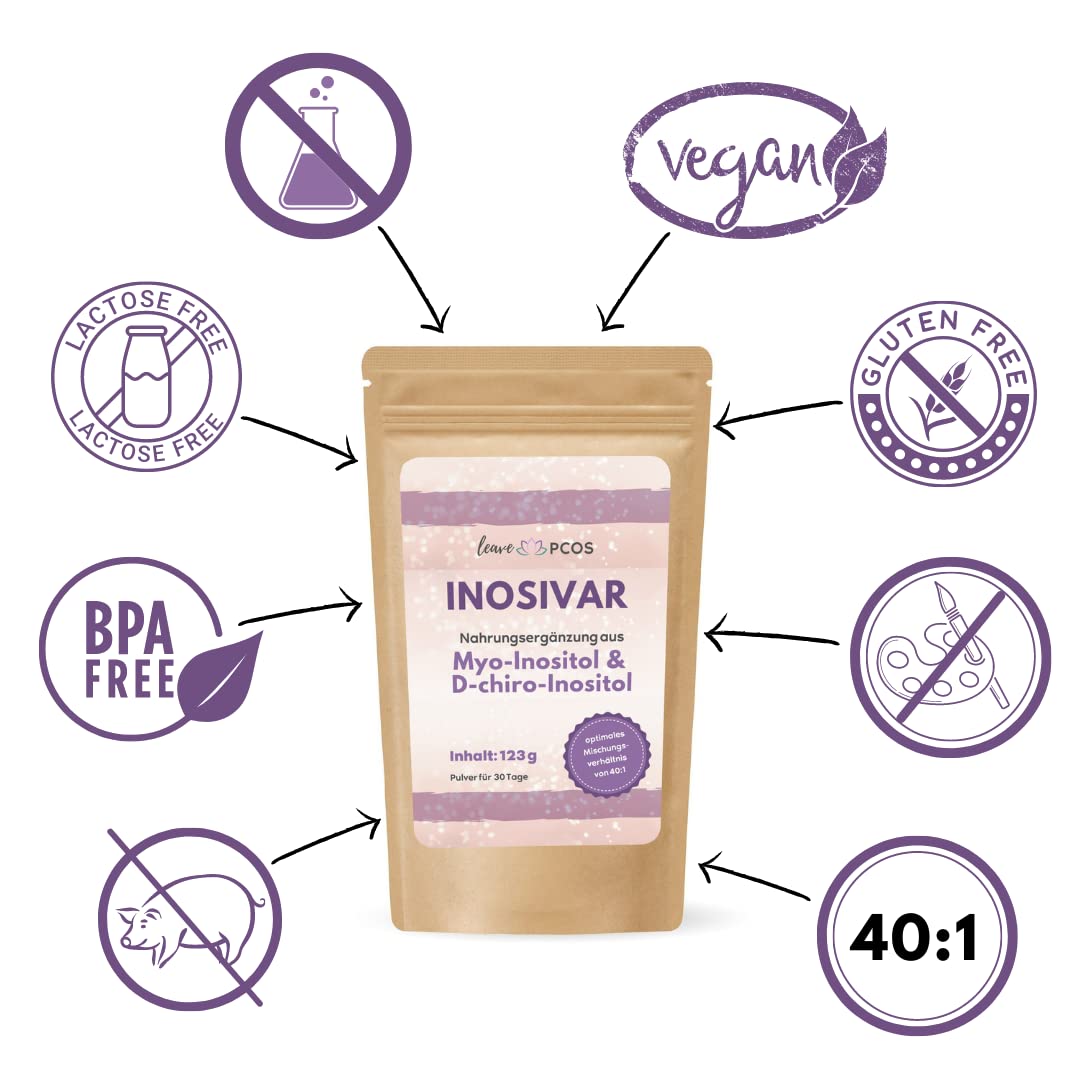 vegan
LACTOSE FREE
LACTOSE FREE
GLUTEN FREE
leave PCOS
INOSIVAR
Nahrungsergänzung aus
Myo-Inositol &
D-chiro-Inositol
BPA
FREE
optimales
Mischungs-
verhältnis
von 40:1
Inhalt: 123 g
Pulver für 30 Tage
40:1